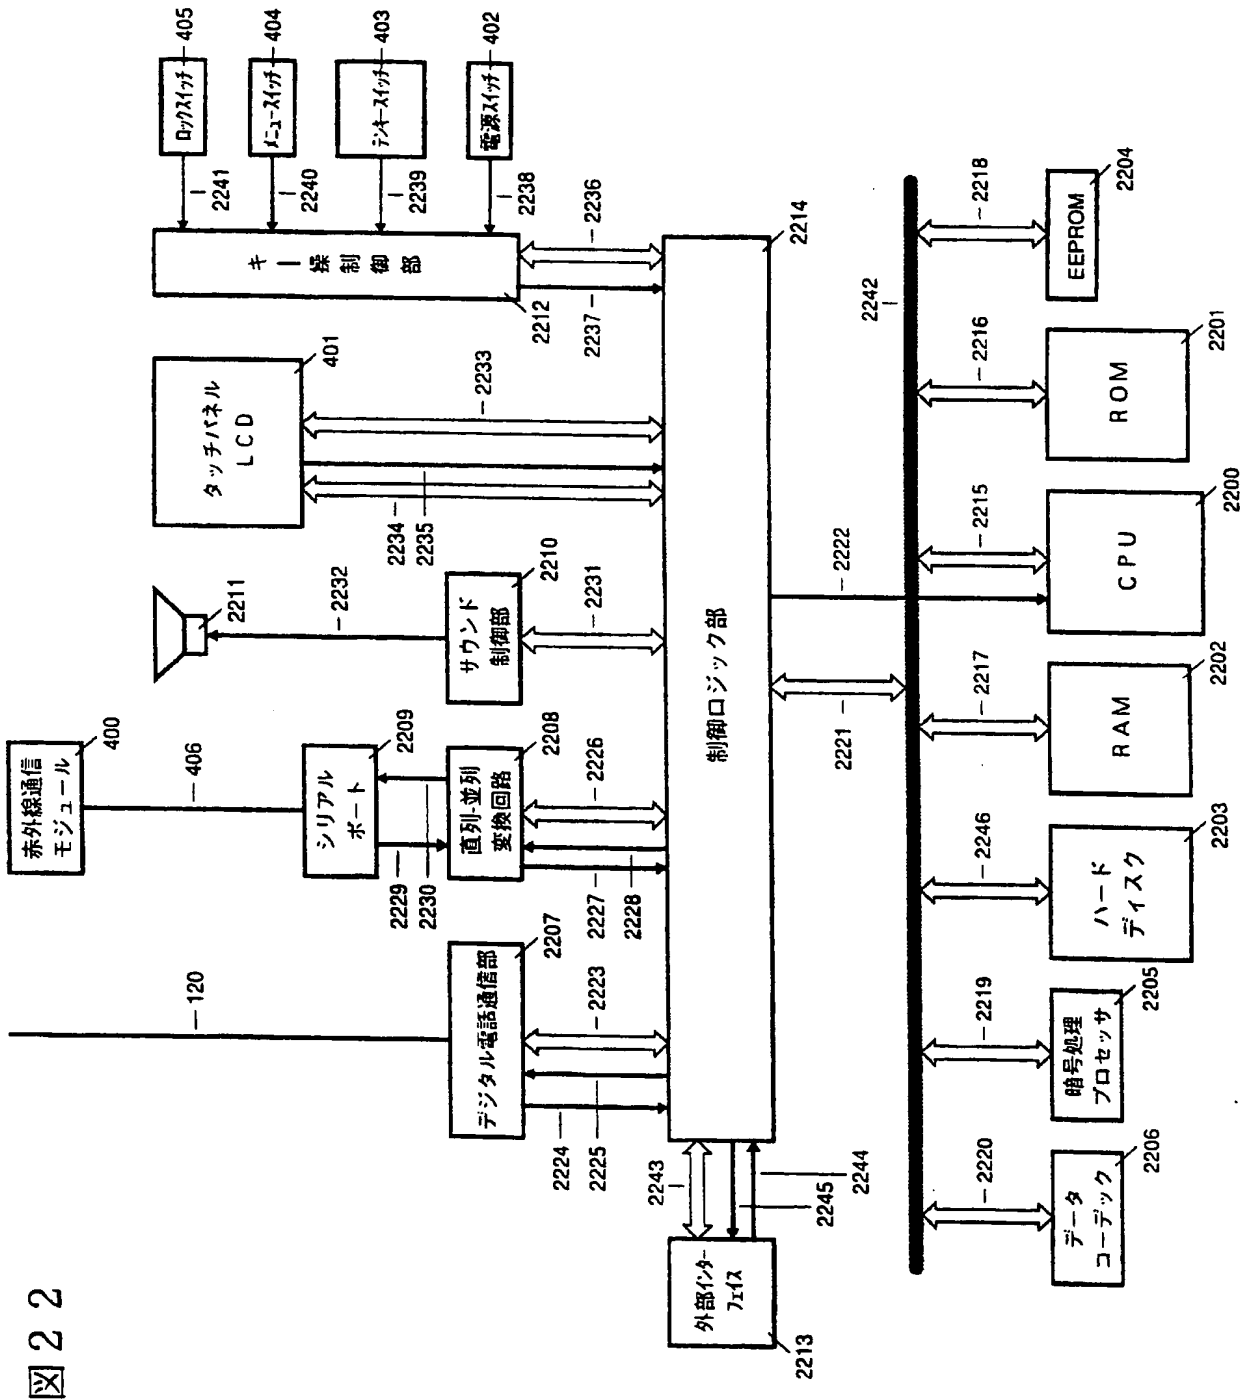 図22
赤外線通信
モジュール
400
406
120
シリアル
ポート
2209
2229
2230
直列-並列
変換回路
2208
2226
2227
2228
デジタル電話通信部
2207
2223
2224
2225
2211
2232
サウンド
制御部
2210
2231
タッチパネル
LCD
401
2233
2234
2235
キー操制御部
2212
2236
2237
ロックスイッチ
405
2241
メニュースイッチ
404
2240
テンキースイッチ
403
2239
電源スイッチ
402
2238
外部インター
フェイス
2213
2243
2245
2244
制御ロジック部
2214
2221
2222
2242
2220
2219
2246
2217
2215
2216
2218
データ
コーデック
2206
暗号処理
プロセッサ
2205
ハード
ディスク
2203
RAM
2202
CPU
2200
ROM
2201
EEPROM
2204